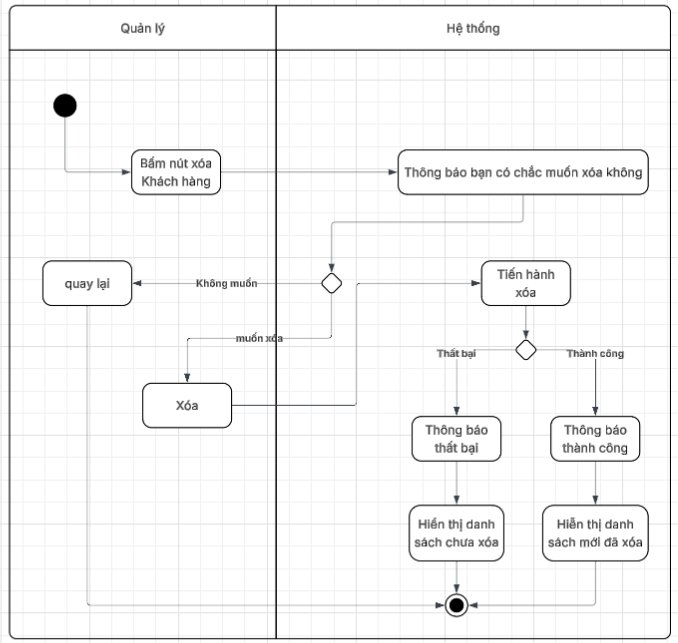 Quản lý
Hệ thống
Bấm nút xóa
Khách hàng
Thông báo bạn có chắc muốn xóa không
quay lại
Không muốn
Tiến hành
xóa
muốn xóa
Thất bại
Thành công
Xóa
Thông báo
thất bại
Thông báo
thành công
Hiển thị danh
sách chưa xóa
Hiễn thị danh
sách mới đã xóa